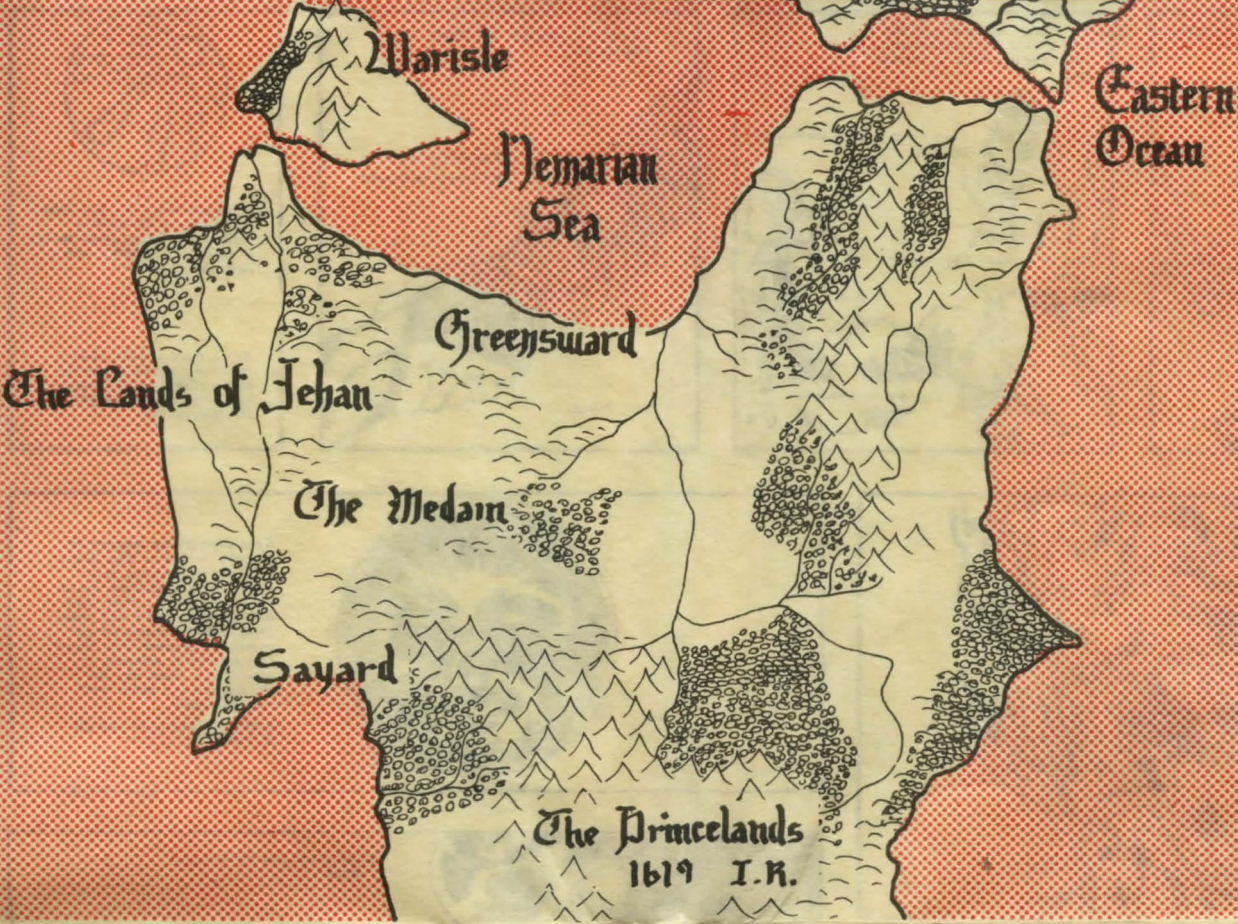 Warisle
Eastern
Ocean
Nemarian
Sea
Greensward
The Lands of Jehan
The Medain
Sayard
The Princelands
1619 I.R.